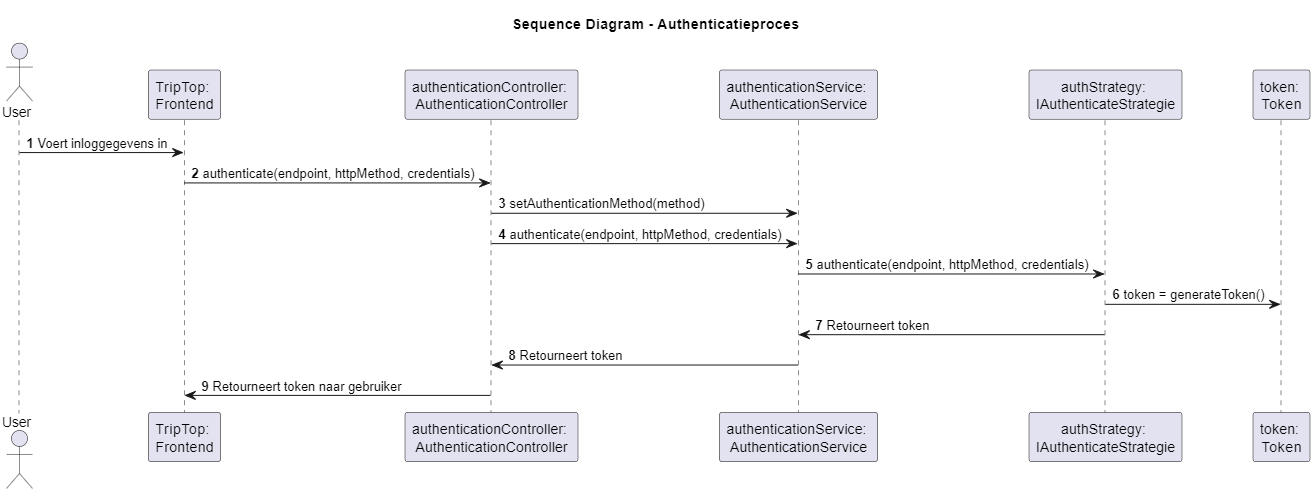 Sequence Diagram - Authenticatieproces
User
TripTop:
Frontend
authenticationController:
AuthenticationController
authenticationService:
AuthenticationService
authStrategy:
IAuthenticateStrategie
token:
Token
1 Voert inloggegevens in
2 authenticate(endpoint, httpMethod, credentials)
3 setAuthenticationMethod(method)
4 authenticate(endpoint, httpMethod, credentials)
5 authenticate(endpoint, httpMethod, credentials)
6 token = generateToken()
7 Retourneert token
8 Retourneert token
9 Retourneert token naar gebruiker
User
TripTop:
Frontend
authenticationController:
AuthenticationController
authenticationService:
AuthenticationService
authStrategy:
IAuthenticateStrategie
token:
Token